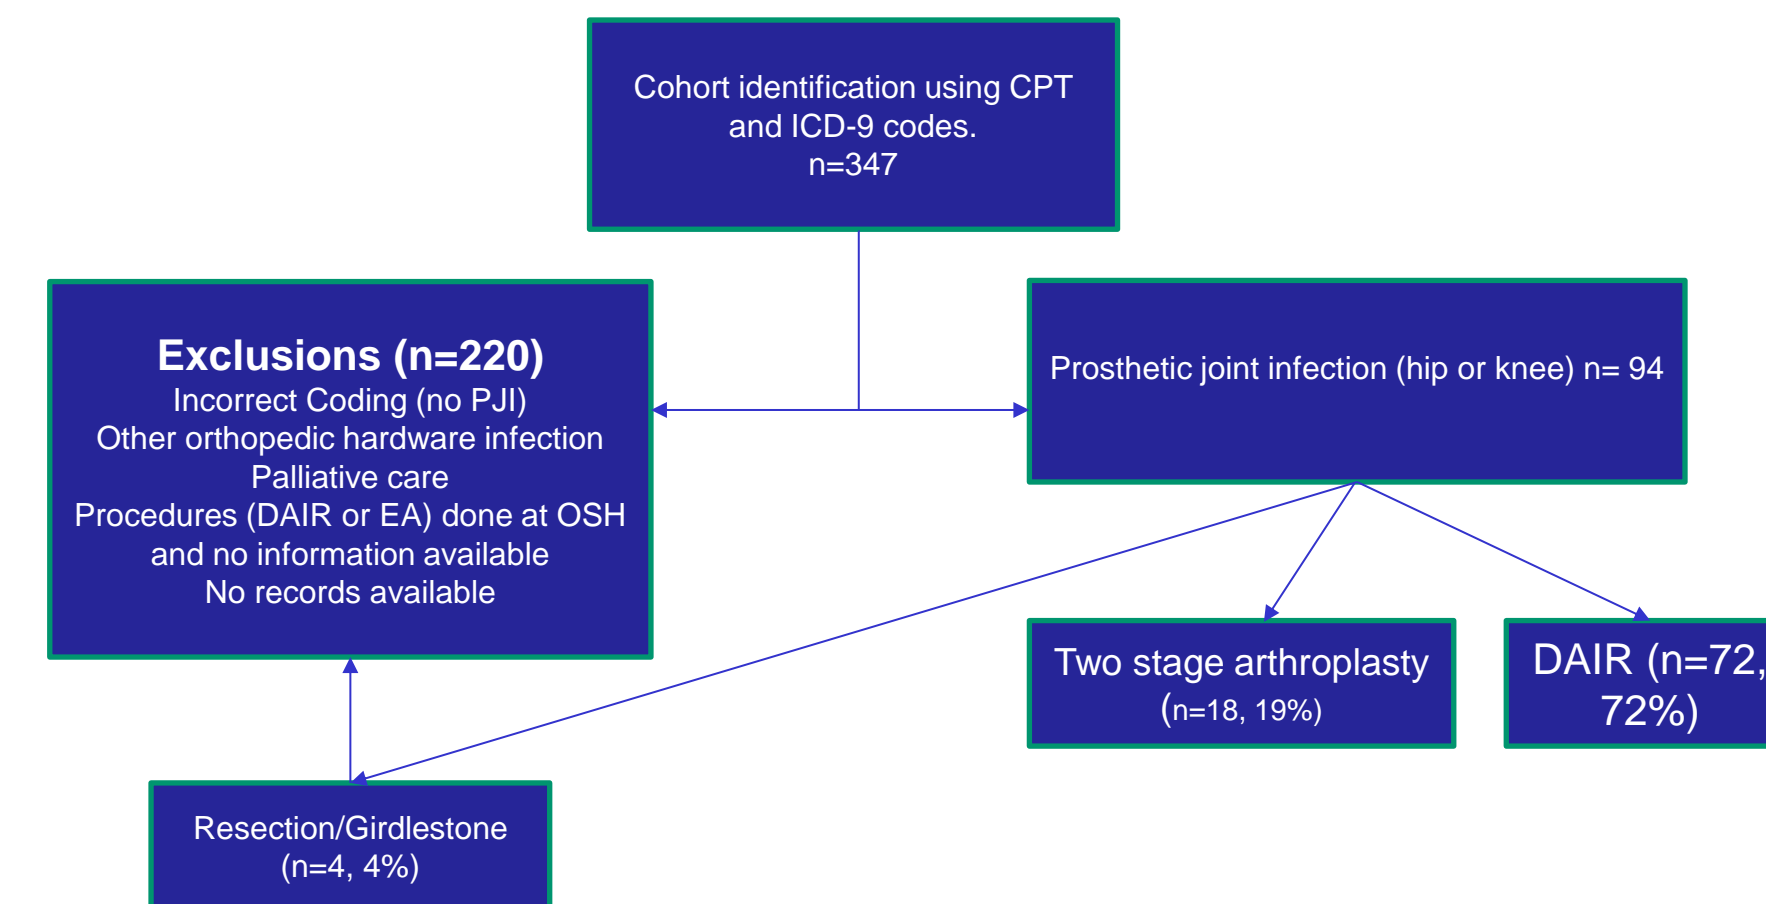 Cohort identification using CPT
and ICD-9 codes.
n=347
Exclusions (n=220)
Incorrect Coding (no PJI)
Other orthopedic hardware infection
Palliative care
Procedures (DAIR or EA) done at OSH
and no information available
No records available
Prosthetic joint infection (hip or knee) n= 94
Two stage arthroplasty
(n=18, 19%)
DAIR (n=72,
72%)
Resection/Girdlestone
(n=4, 4%)